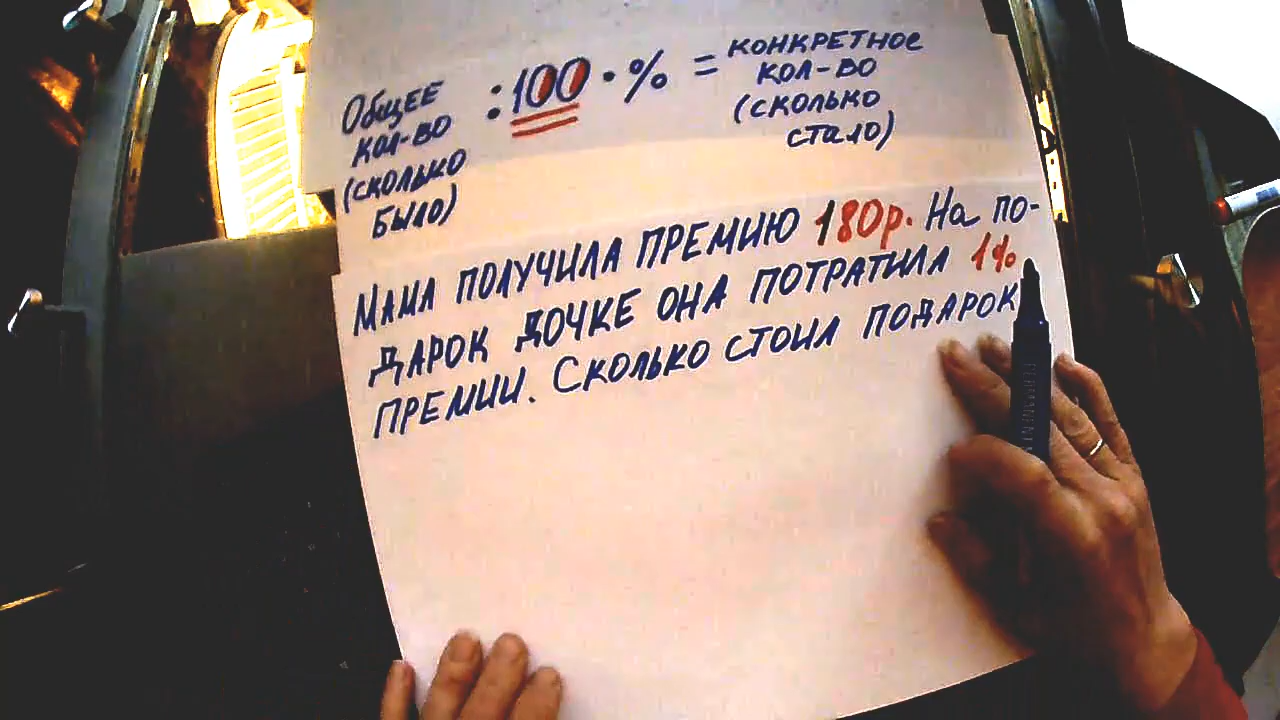 Общее
кол-во
(сколько
было)
:100 · % =
конкретное
кол-во
(сколько
стало)
Мама получила премию 180р. На по-
дарок дочке она потратила 1%
премии. Сколько стоил подарок